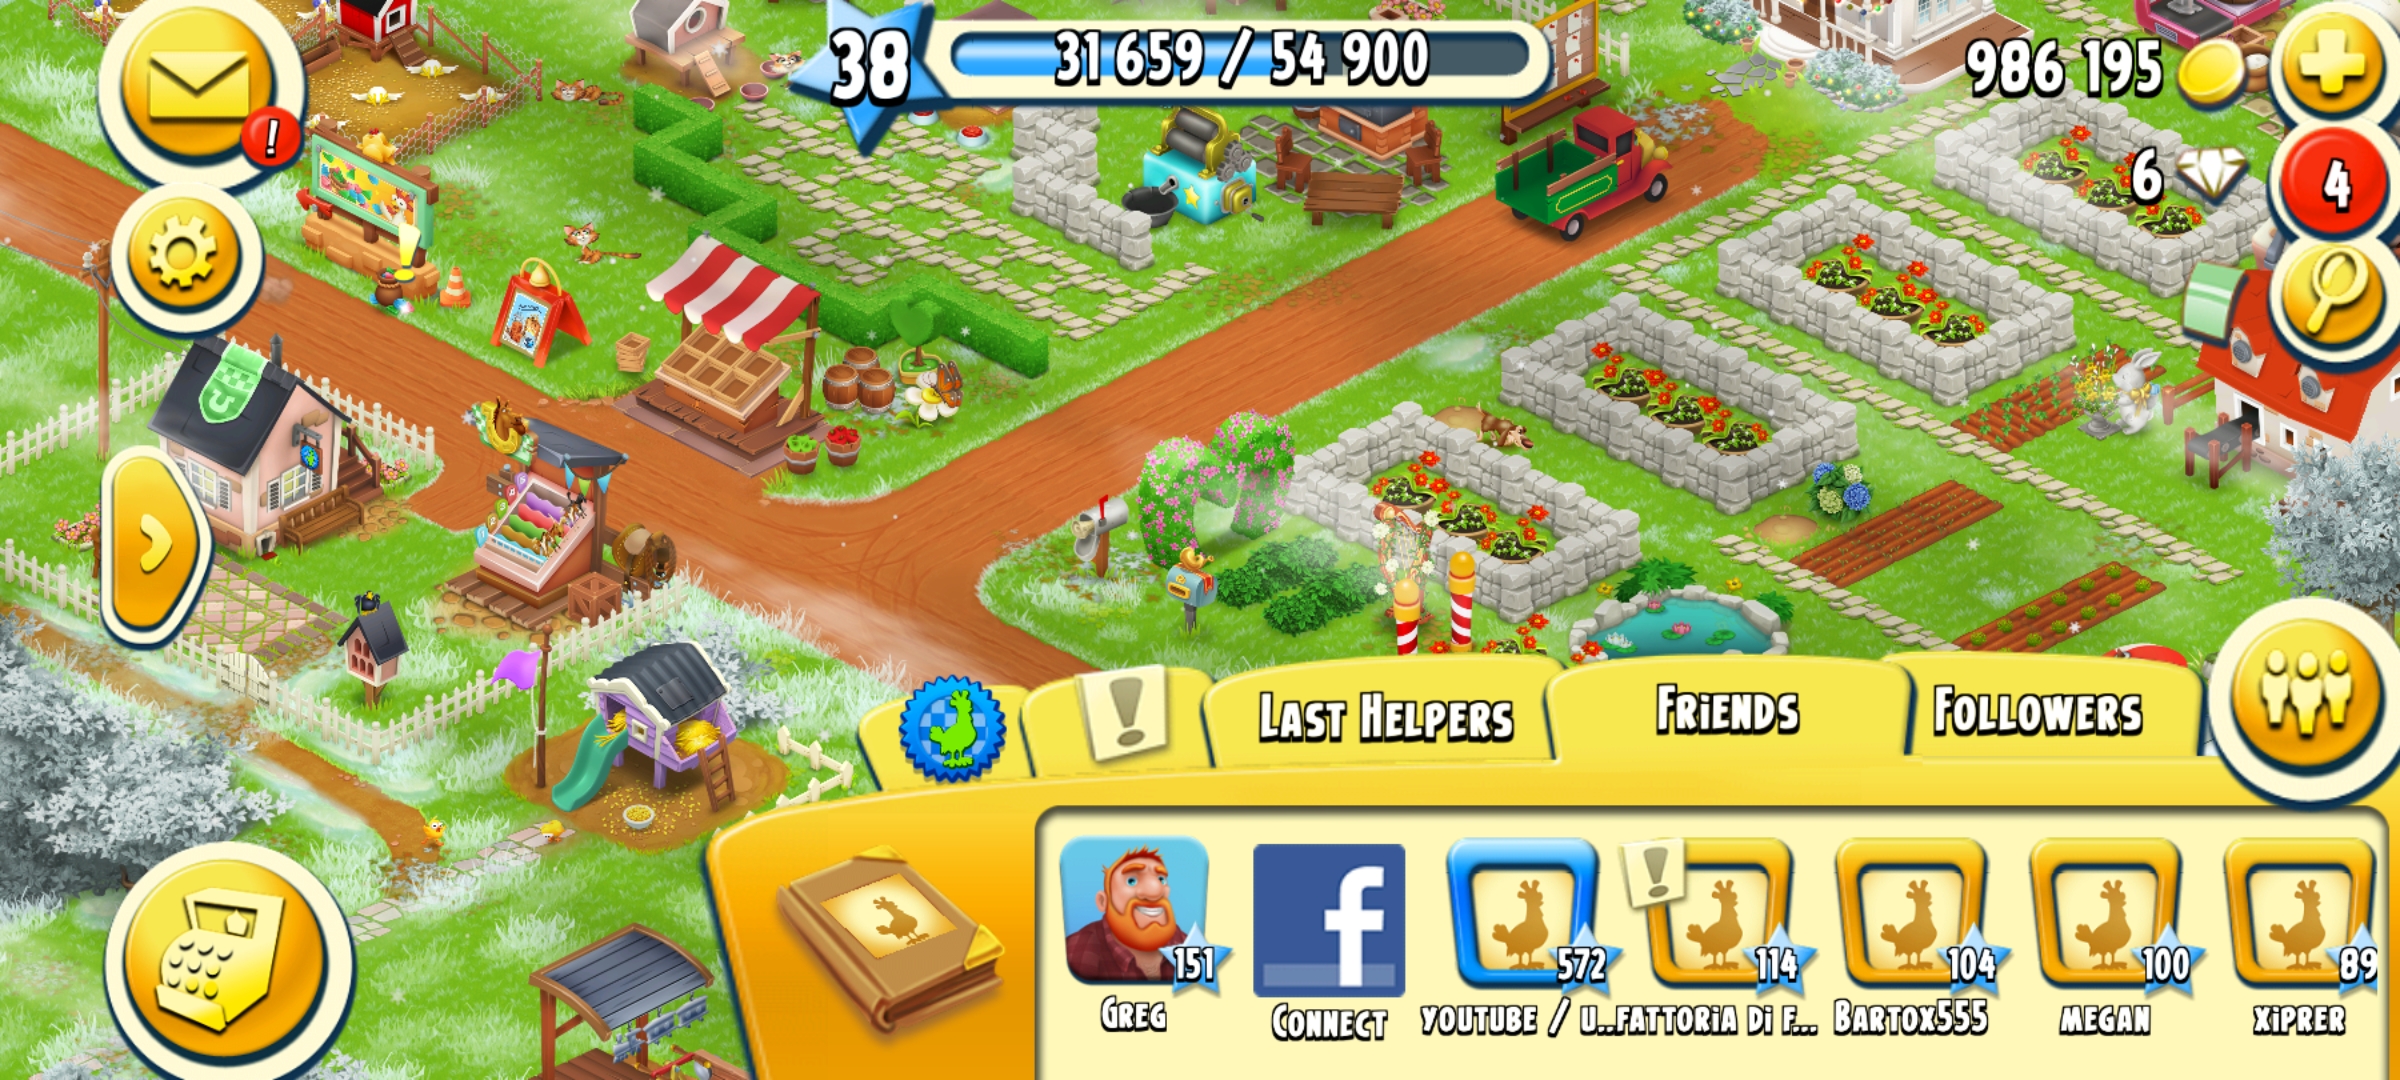 38
31 659 / 54 900
986 195
6
4
!
LAST HELPERS
FRIENDS
FOLLOWERS
151
572
114
104
100
89
GREG
CONNECT
YOUTUBE / U...
FATTORIA DI F...
BARTOX555
MEGAN
XIPRER